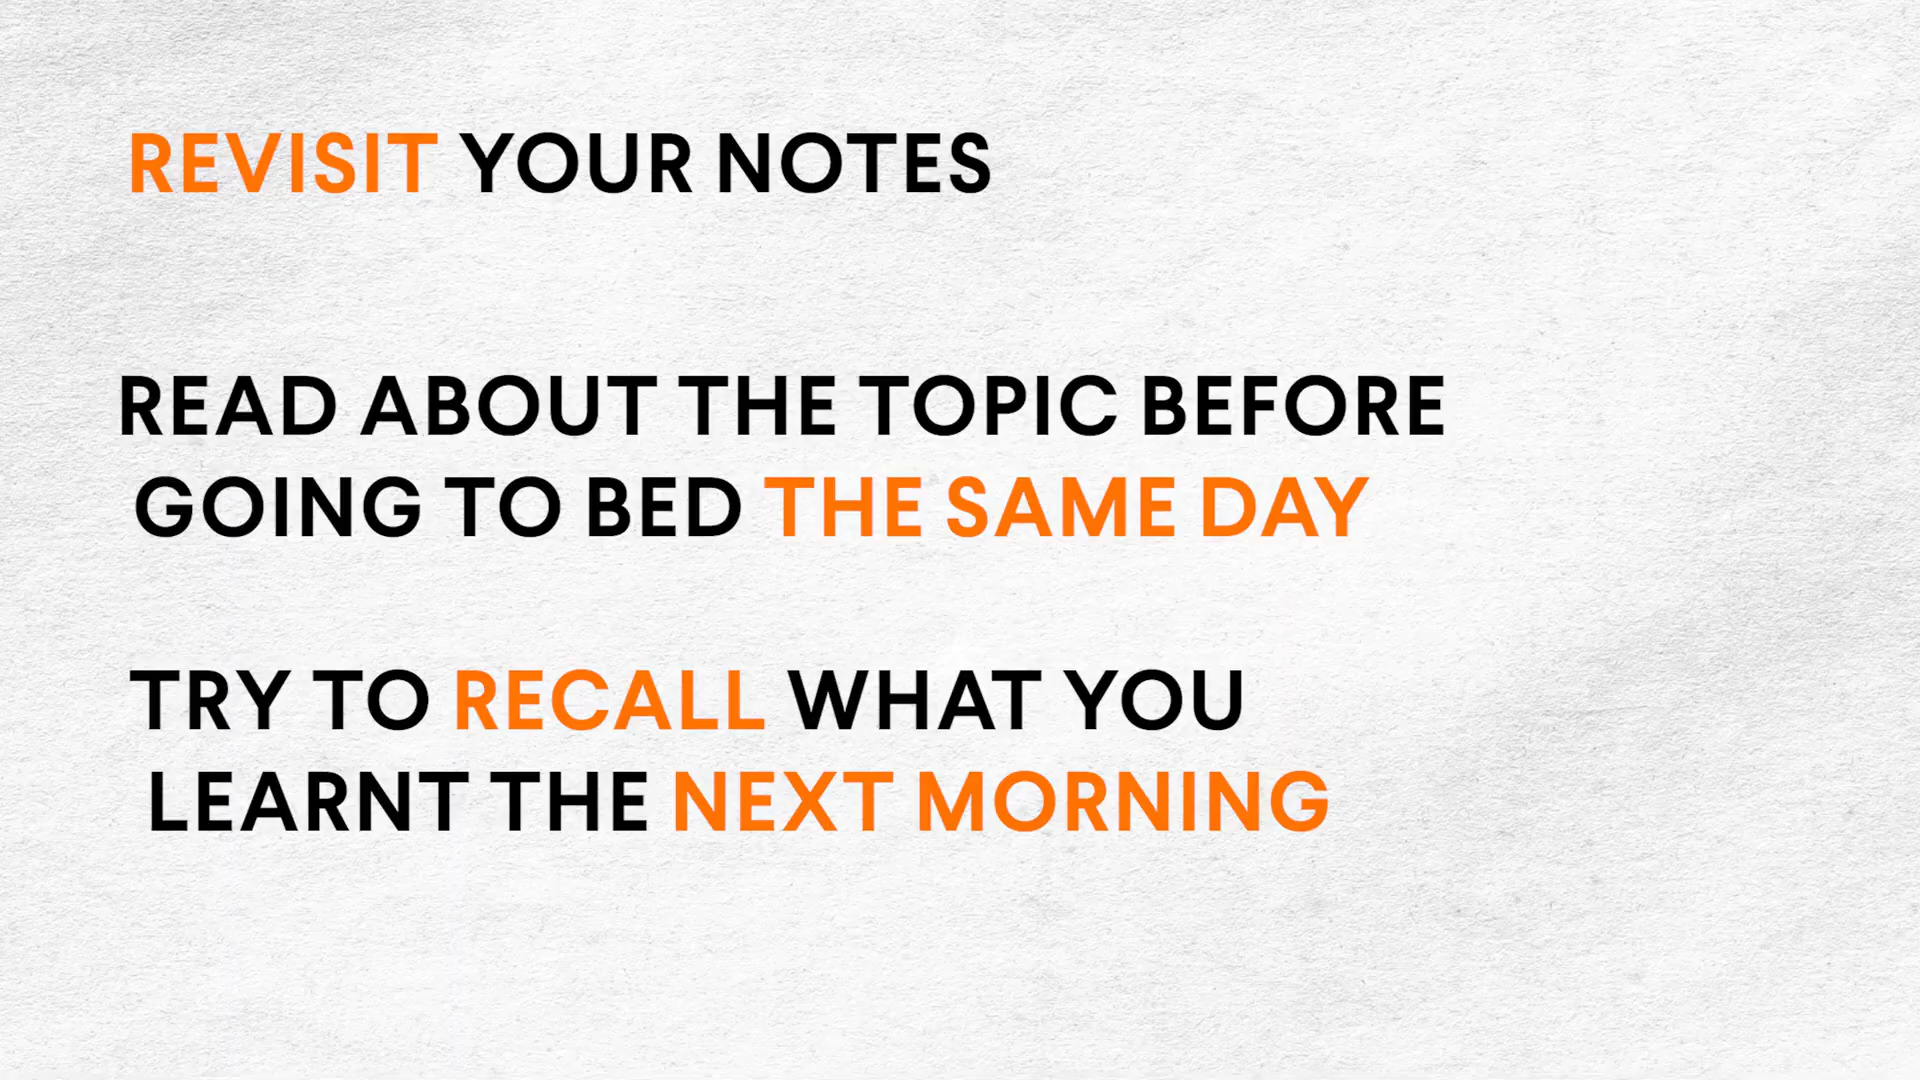 REVISIT YOUR NOTES
READ ABOUT THE TOPIC BEFORE
GOING TO BED THE SAME DAY
TRY TO RECALL WHAT YOU
LEARNT THE NEXT MORNING